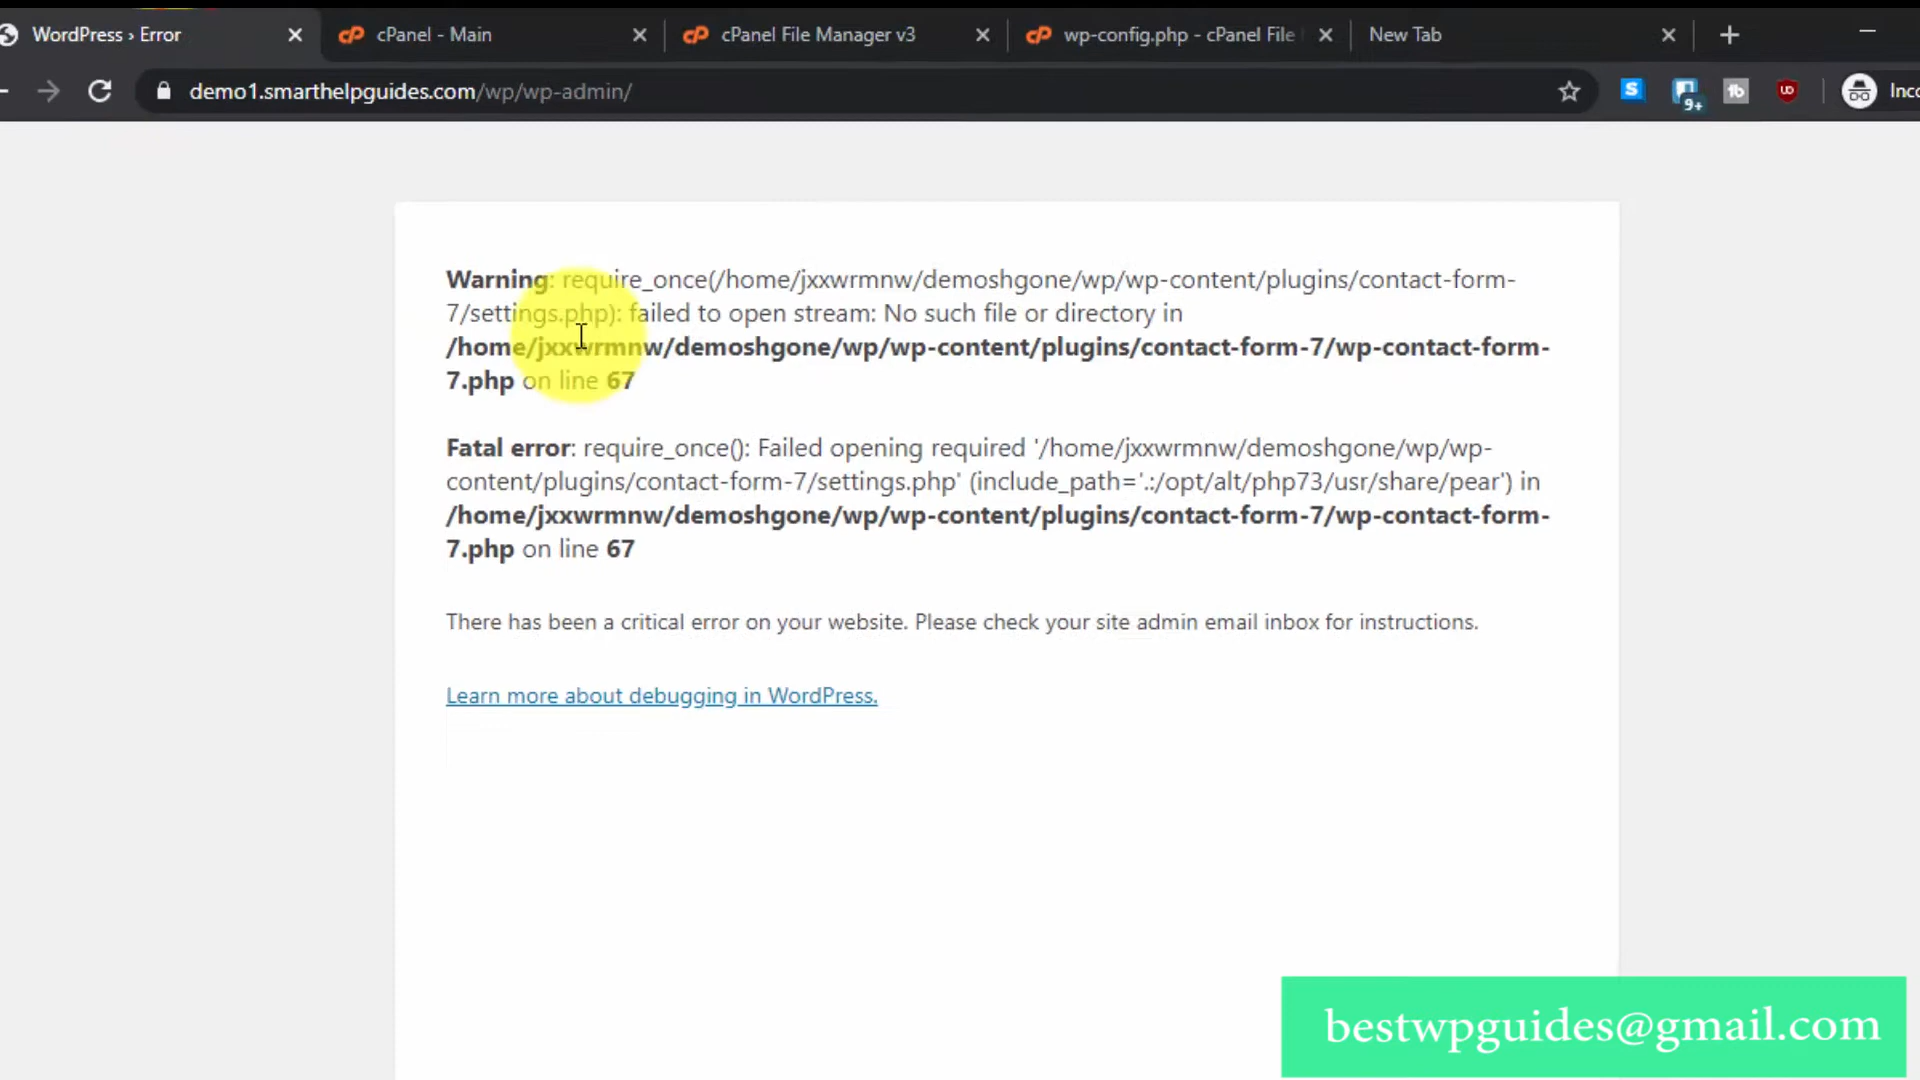 WordPress › Error
cPanel - Main
cPanel File Manager v3
wp-config.php - cPanel File
New Tab
demo1.smarthelpguides.com/wp/wp-admin/
S
9+
tb
UD
Inco
Warning: require_once(/home/jxxwrmnw/demoshgone/wp/wp-content/plugins/contact-form-
7/settings.php): failed to open stream: No such file or directory in
/home/jxxwrmnw/demoshgone/wp/wp-content/plugins/contact-form-7/wp-contact-form-
7.php on line 67
Fatal error: require_once(): Failed opening required '/home/jxxwrmnw/demoshgone/wp/wp-
content/plugins/contact-form-7/settings.php' (include_path='.:/opt/alt/php73/usr/share/pear') in
/home/jxxwrmnw/demoshgone/wp/wp-content/plugins/contact-form-7/wp-contact-form-
7.php on line 67
There has been a critical error on your website. Please check your site admin email inbox for instructions.
Learn more about debugging in WordPress.
bestwpguides@gmail.com